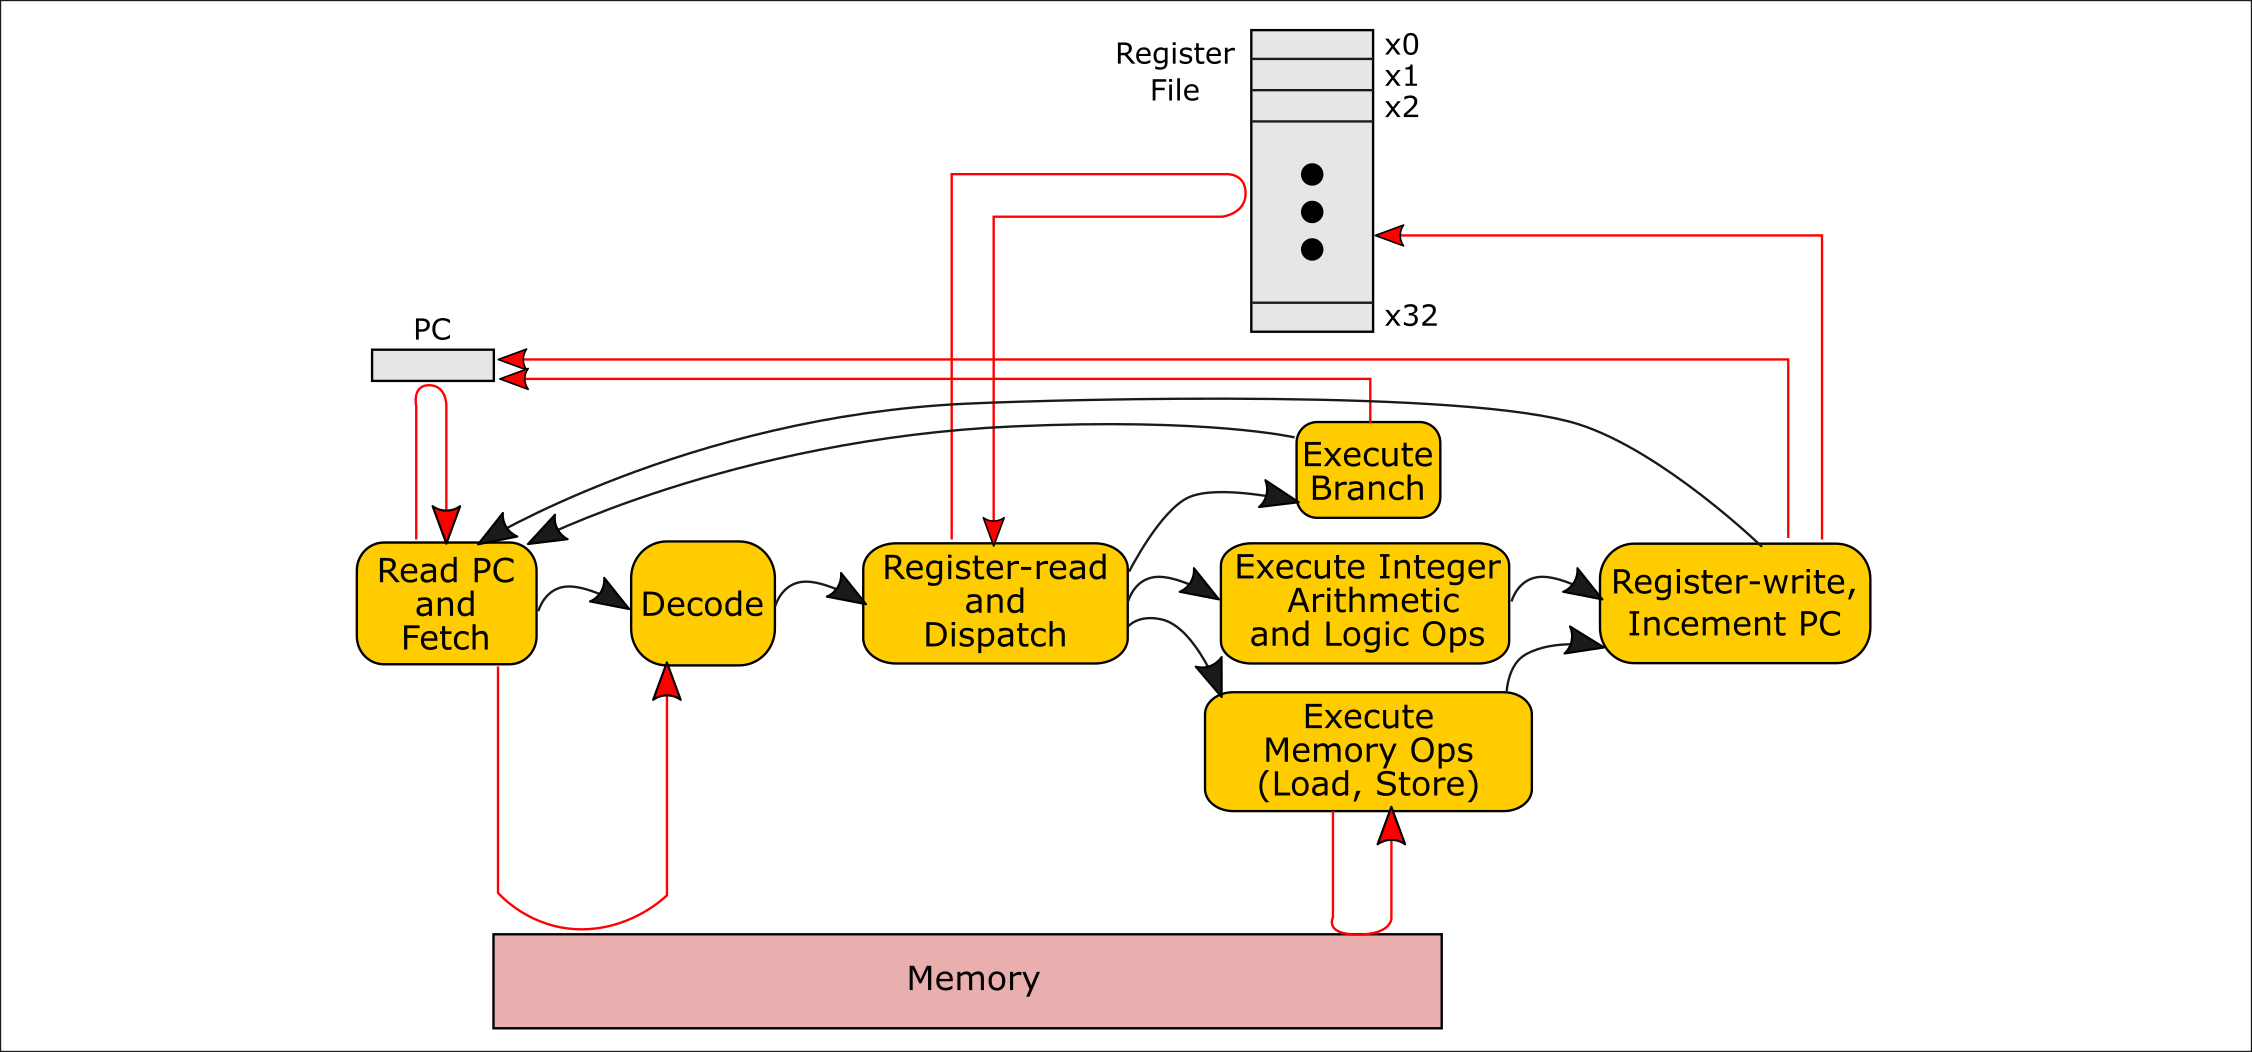 Register
File
x0
x1
x2
x32
PC
Execute
Branch
Read PC
and
Fetch
Decode
Register-read
and
Dispatch
Execute Integer
Arithmetic
and Logic Ops
Register-write,
Incement PC
Execute
Memory Ops
(Load, Store)
Memory